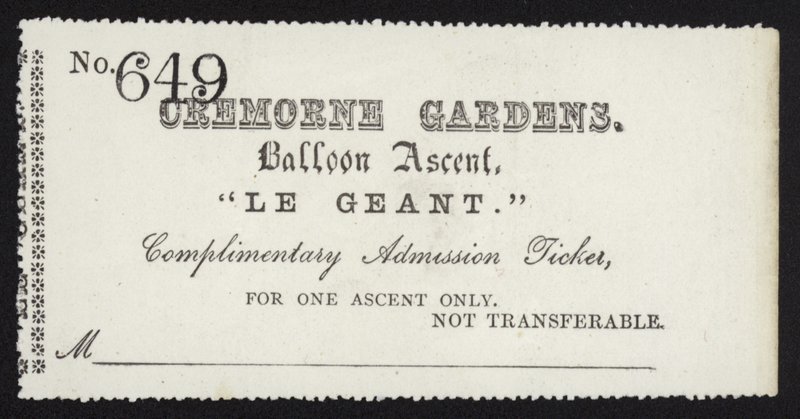 No. 649
CREMORNE GARDENS.
Balloon Ascent,
"LE GEANT."
Complimentary Admission Ticket,
FOR ONE ASCENT ONLY.
NOT TRANSFERABLE.
M